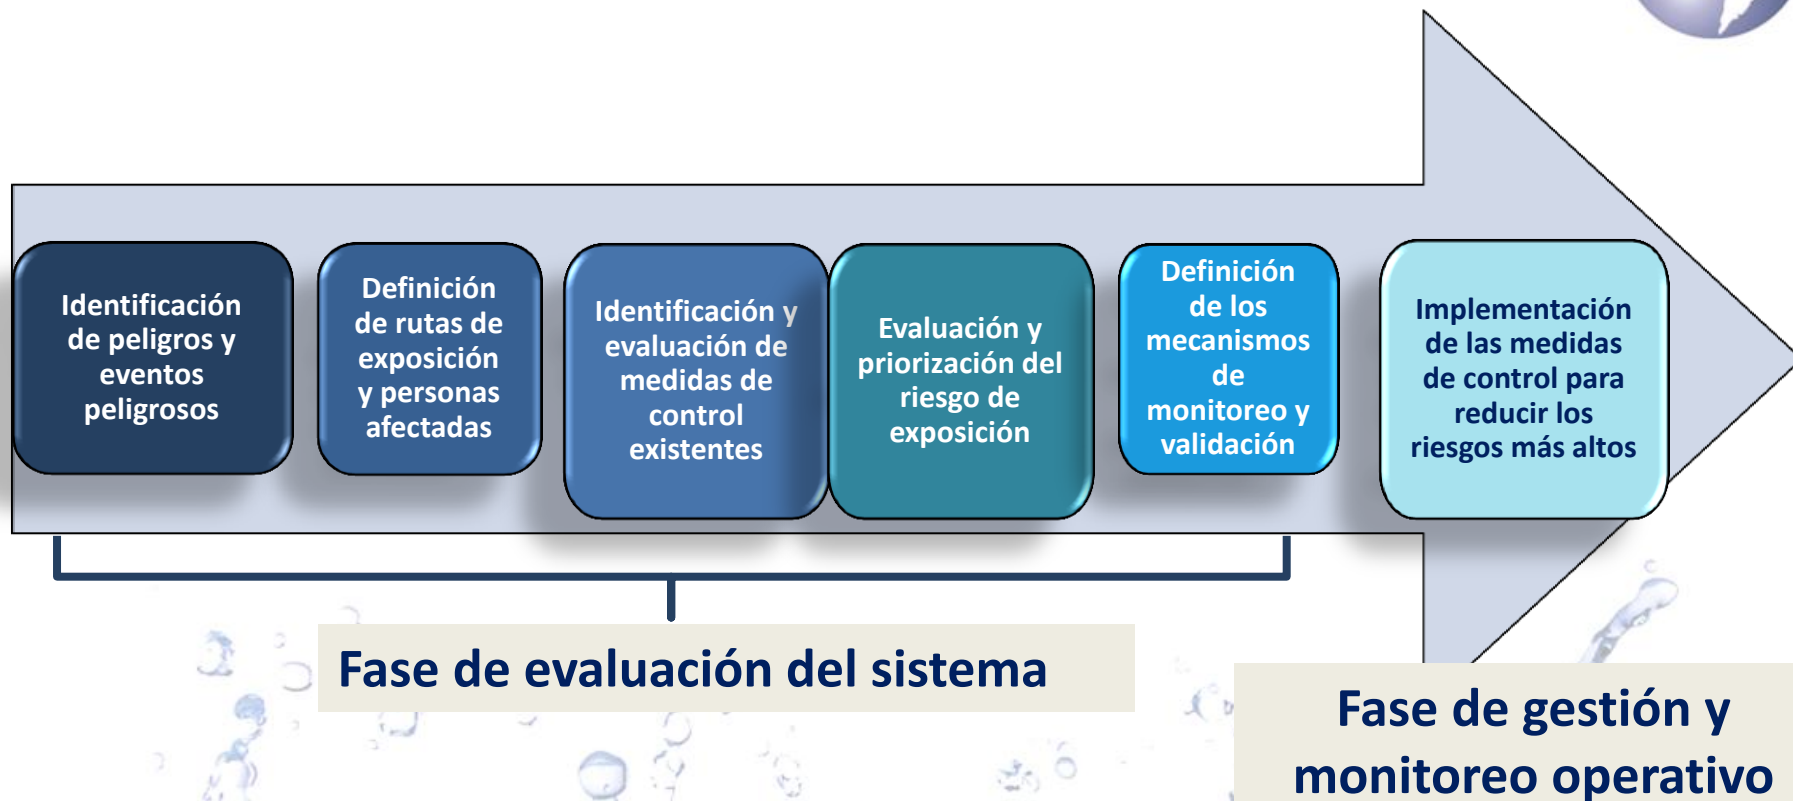 Identificación
de peligros y
eventos
peligrosos
Definición
de rutas de
exposición
y personas
afectadas
Identificación y
evaluación de
medidas de
control
existentes
Evaluación y
priorización del
riesgo de
exposición
Definición
de los
mecanismos
de
monitoreo y
validación
Implementación
de las medidas
de control para
reducir los
riesgos más altos
Fase de evaluación del sistema
Fase de gestión y
monitoreo operativo